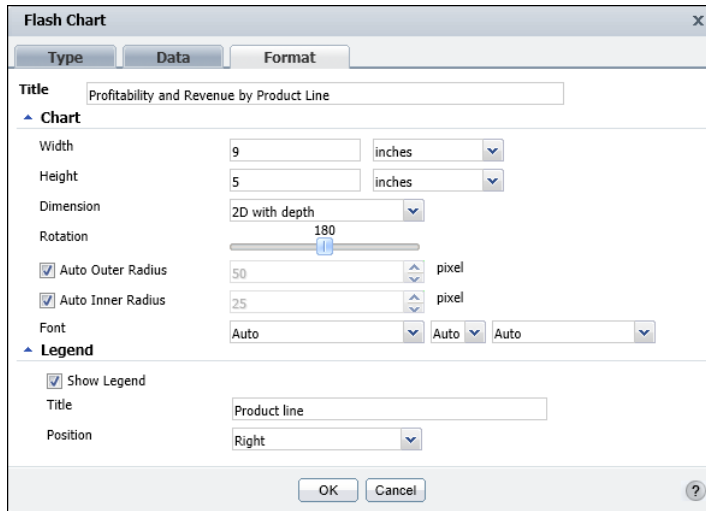 Flash Chart x
Type Data Format
Title Profitability and Revenue by Product Line
Chart
Width 9 inches
Height 5 inches
Dimension 2D with depth
Rotation 180
Auto Outer Radius 50 pixel
Auto Inner Radius 25 pixel
Font Auto Auto Auto
Legend
Show Legend
Title Product line
Position Right
OK Cancel ?